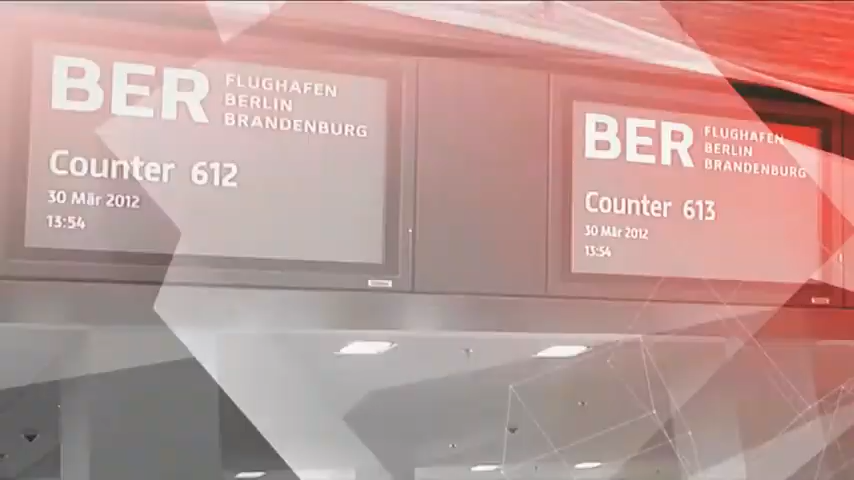 BER FLUGHAFEN
BERLIN
BRANDENBURG
Counter 612
30 Mär 2012
13:54
BER FLUGHAFEN
BERLIN
BRANDENBURG
Counter 613
30 Mär 2012
13:54